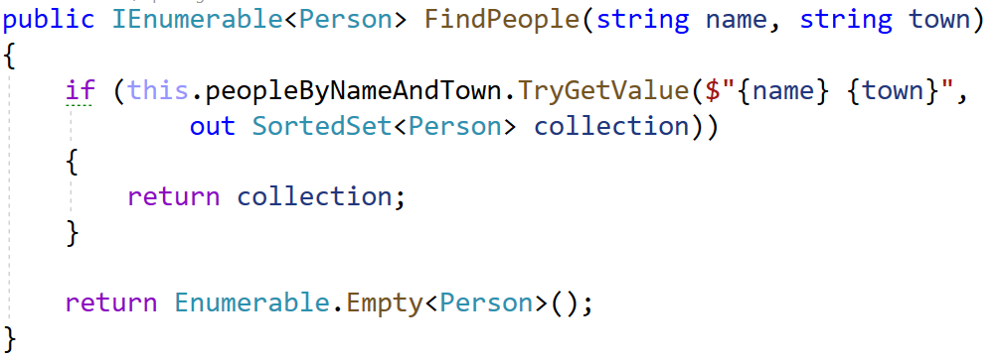 public IEnumerable<Person> FindPeople(string name, string town)
{
if (this.peopleByNameAndTown.TryGetValue($"{name} {town}",
out SortedSet<Person> collection))
{
return collection;
}
return Enumerable.Empty<Person>();
}